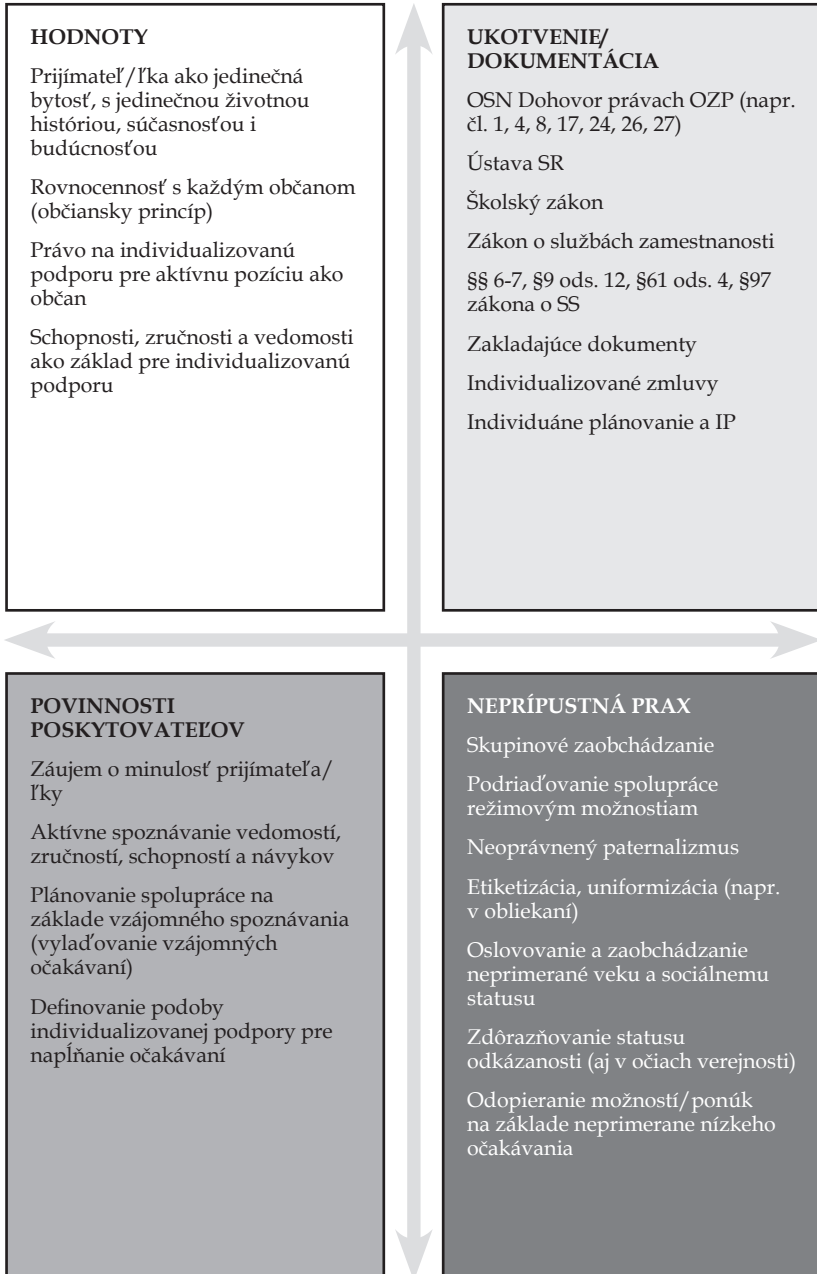 HODNOTY
Prijímateľ/ľka ako jedinečná
bytosť, s jedinečnou životnou
históriou, súčasnosťou i
budúcnosťou
Rovnocennosť s každým občanom
(občiansky princíp)
Právo na individualizovanú
podporu pre aktívnu pozíciu ako
občan
Schopnosti, zručnosti a vedomosti
ako základ pre individualizovanú
podporu
UKOTVENIE/
DOKUMENTÁCIA
OSN Dohovor právach OZP (napr.
čl. 1, 4, 8, 17, 24, 26, 27)
Ústava SR
Školský zákon
Zákon o službách zamestnanosti
§§ 6-7, §9 ods. 12, §61 ods. 4, §97
zákona o SS
Zakladajúce dokumenty
Individualizované zmluvy
Individuáne plánovanie a IP
POVINNOSTI
POSKYTOVATEĽOV
Záujem o minulosť prijímateľa/
ľky
Aktívne spoznávanie vedomostí,
zručností, schopností a návykov
Plánovanie spolupráce na
základe vzájomného spoznávania
(vylaďovanie vzájomných
očakávaní)
Definovanie podoby
individualizovanej podpory pre
napĺňanie očakávaní
NEPRÍPUSTNÁ PRAX
Skupinové zaobchádzanie
Podriaďovanie spolupráce
režimovým možnostiam
Neoprávnený paternalizmus
Etiketizácia, uniformizácia (napr.
v obliekaní)
Oslovovanie a zaobchádzanie
neprimerané veku a sociálnemu
statusu
Zdôrazňovanie statusu
odkázanosti (aj v očiach verejnosti)
Odopieranie možností/ponúk
na základe neprimerane nízkeho
očakávania